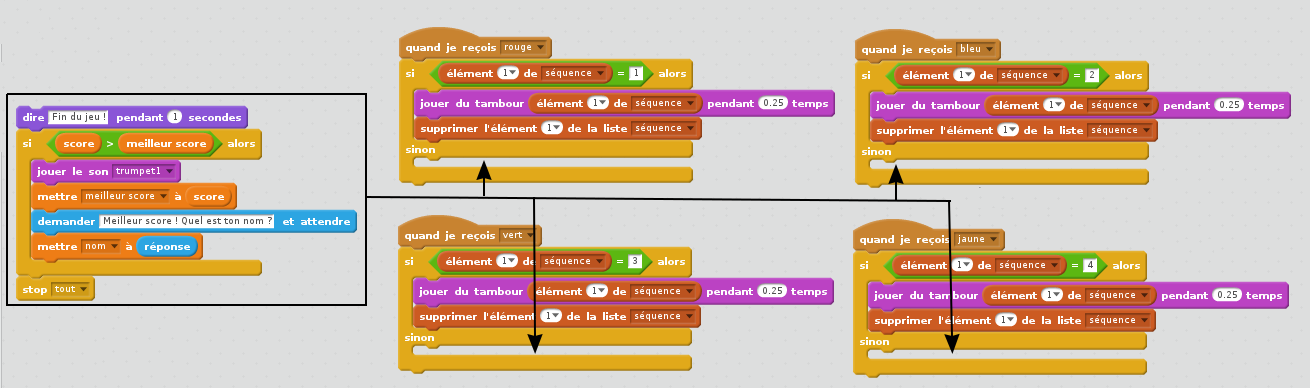 dire Fin du jeu ! pendant 1 secondes
si score > meilleur score alors
jouer le son trumpet1
mettre meilleur score à score
demander Meilleur score ! Quel est ton nom ? et attendre
mettre nom à réponse
stop tout
quand je reçois rouge
si élément 1 de séquence = 1 alors
jouer du tambour élément 1 de séquence pendant 0.25 temps
supprimer l'élément 1 de la liste séquence
sinon
quand je reçois bleu
si élément 1 de séquence = 2 alors
jouer du tambour élément 1 de séquence pendant 0.25 temps
supprimer l'élément 1 de la liste séquence
sinon
quand je reçois vert
si élément 1 de séquence = 3 alors
jouer du tambour élément 1 de séquence pendant 0.25 temps
supprimer l'élément 1 de la liste séquence
sinon
quand je reçois jaune
si élément 1 de séquence = 4 alors
jouer du tambour élément 1 de séquence pendant 0.25 temps
supprimer l'élément 1 de la liste séquence
sinon